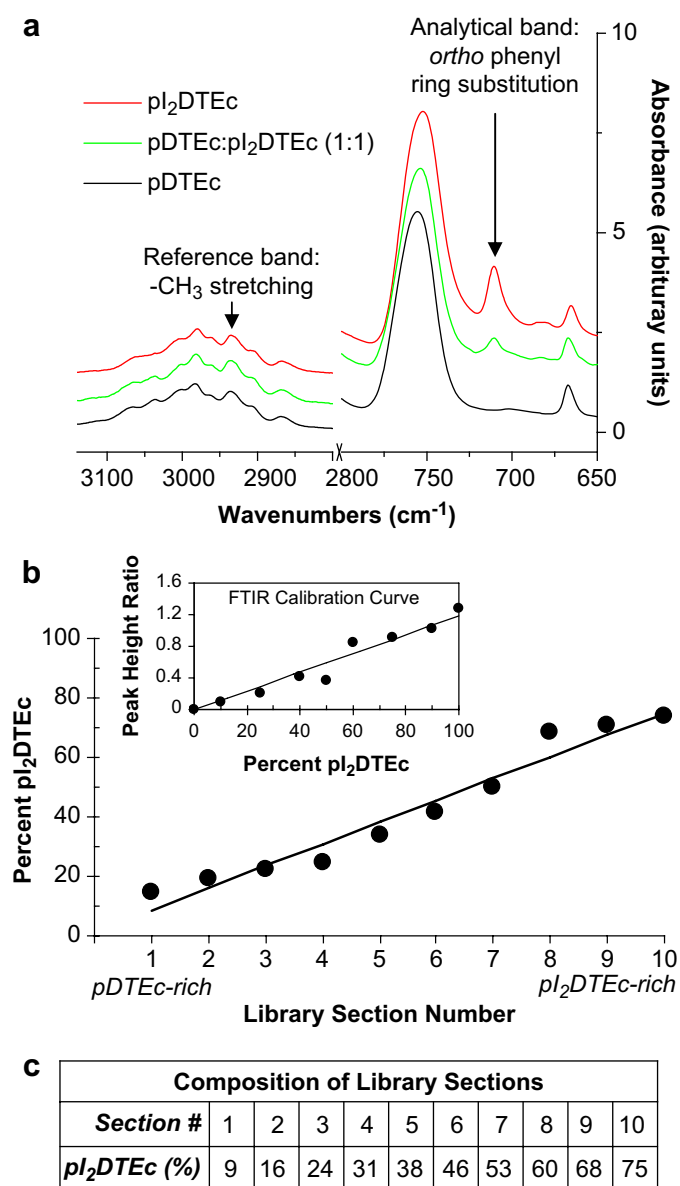 a
Analytical band:
ortho phenyl
ring substitution
10
pI₂DTEc
pDTEc:pI₂DTEc (1:1)
pDTEc
Reference band:
-CH₃ stretching
5
0
Absorbance (arbituray units)
3100 3000 2900 2800 750 700 650
Wavenumbers (cm⁻¹)
b
FTIR Calibration Curve
1.6
1.2
0.8
0.4
0
Peak Height Ratio
0 20 40 60 80 100
Percent pI₂DTEc
100
80
60
40
20
0
Percent pI₂DTEc
1 2 3 4 5 6 7 8 9 10
pDTEc-rich pI₂DTEc-rich
Library Section Number
c
Composition of Library Sections
Section # 1 2 3 4 5 6 7 8 9 10
pI₂DTEc (%) 9 16 24 31 38 46 53 60 68 75